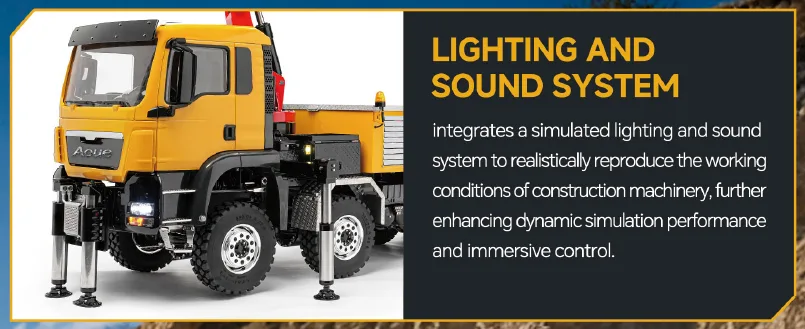 LIGHTING AND
SOUND SYSTEM
integrates a simulated lighting and sound
system to realistically reproduce the working
conditions of construction machinery, further
enhancing dynamic simulation performance
and immersive control.
Aoue